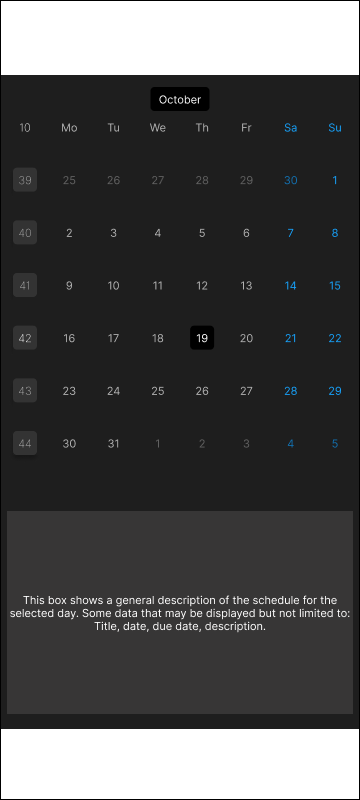 October
10 Mo Tu We Th Fr Sa Su
39 25 26 27 28 29 30 1
40 2 3 4 5 6 7 8
41 9 10 11 12 13 14 15
42 16 17 18 19 20 21 22
43 23 24 25 26 27 28 29
44 30 31 1 2 3 4 5
This box shows a general description of the schedule for the
selected day. Some data that may be displayed but not limited to:
Title, date, due date, description.